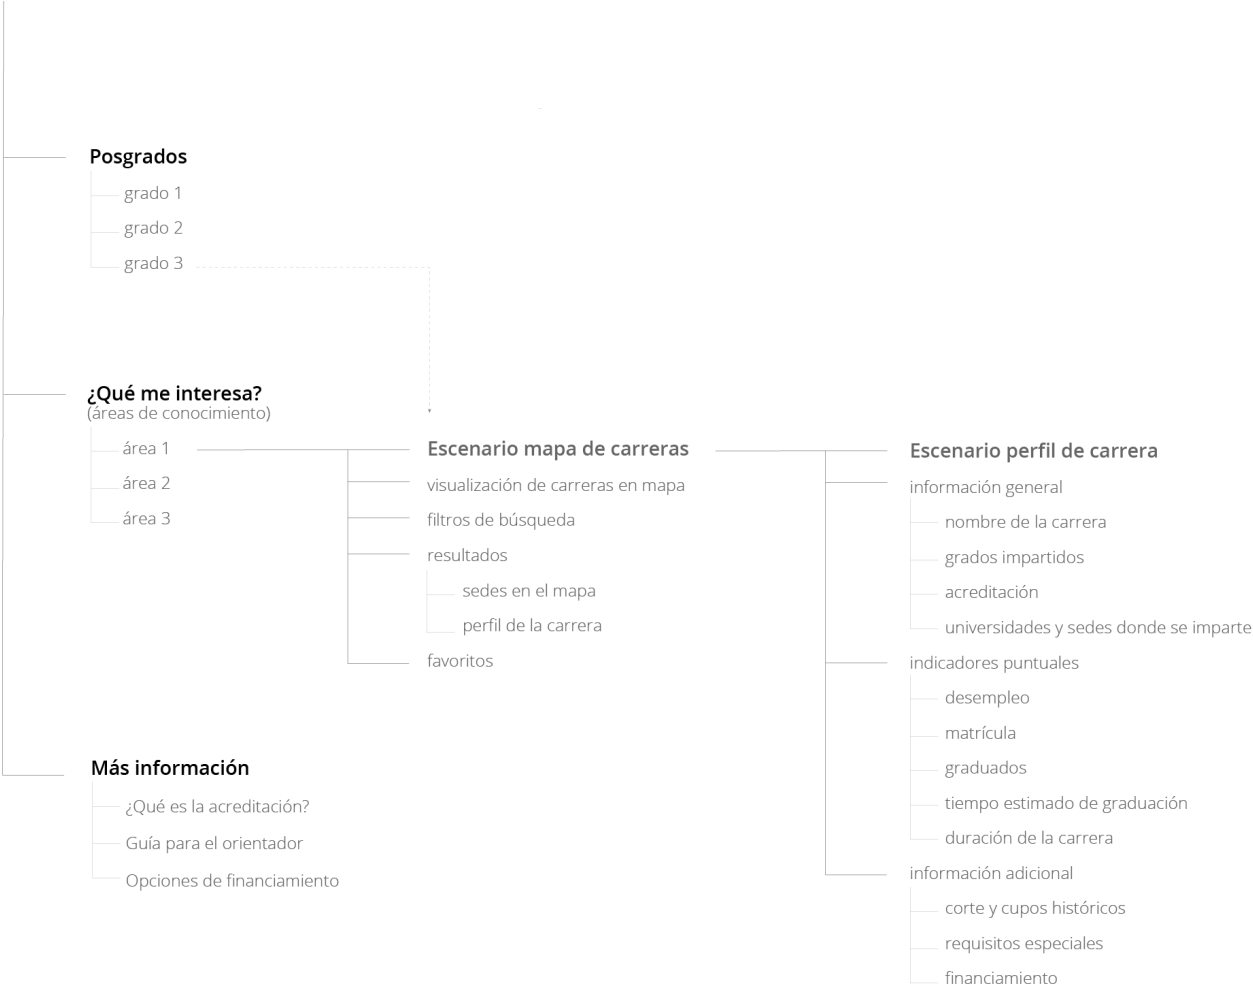 Posgrados
grado 1
grado 2
grado 3
¿Qué me interesa?
(áreas de conocimiento)
área 1
área 2
área 3
Escenario mapa de carreras
visualización de carreras en mapa
filtros de búsqueda
resultados
sedes en el mapa
perfil de la carrera
favoritos
Escenario perfil de carrera
información general
nombre de la carrera
grados impartidos
acreditación
universidades y sedes donde se imparte
indicadores puntuales
desempleo
matrícula
graduados
tiempo estimado de graduación
duración de la carrera
información adicional
corte y cupos históricos
requisitos especiales
financiamiento
Más información
¿Qué es la acreditación?
Guía para el orientador
Opciones de financiamiento